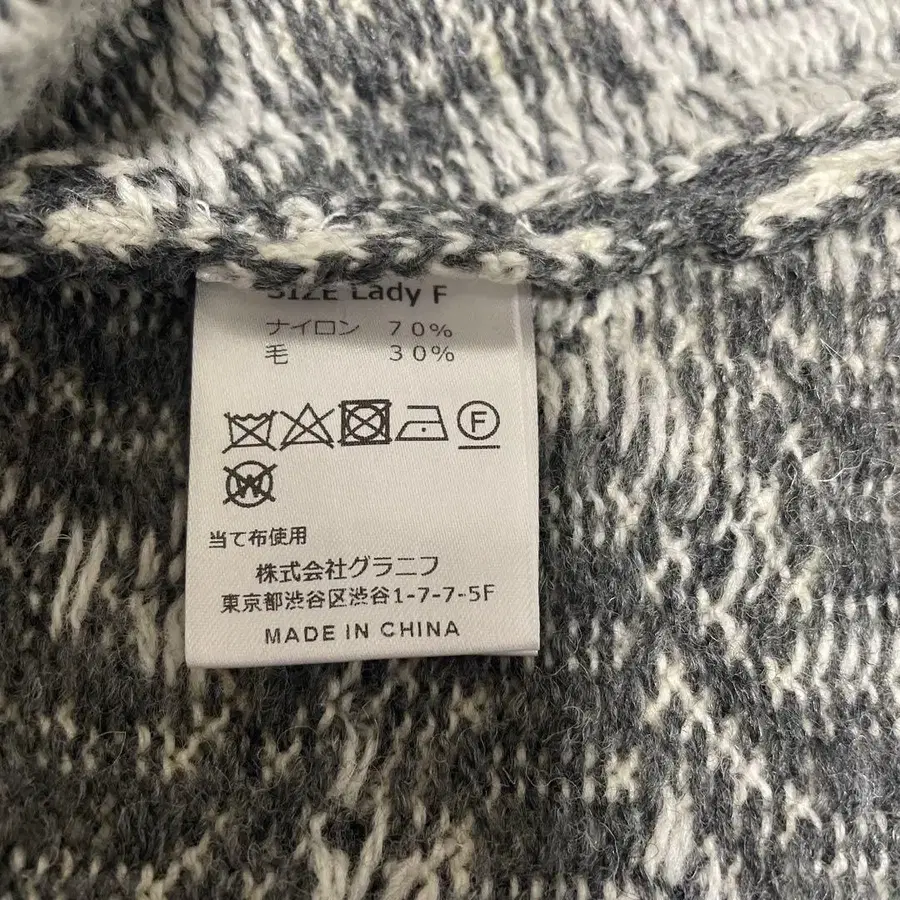 SIZE Lady F
ナイロン 70%
毛 30%
F
W
当て布使用
株式会社グラニフ
東京都渋谷区渋谷1-7-7-5F
MADE IN CHINA